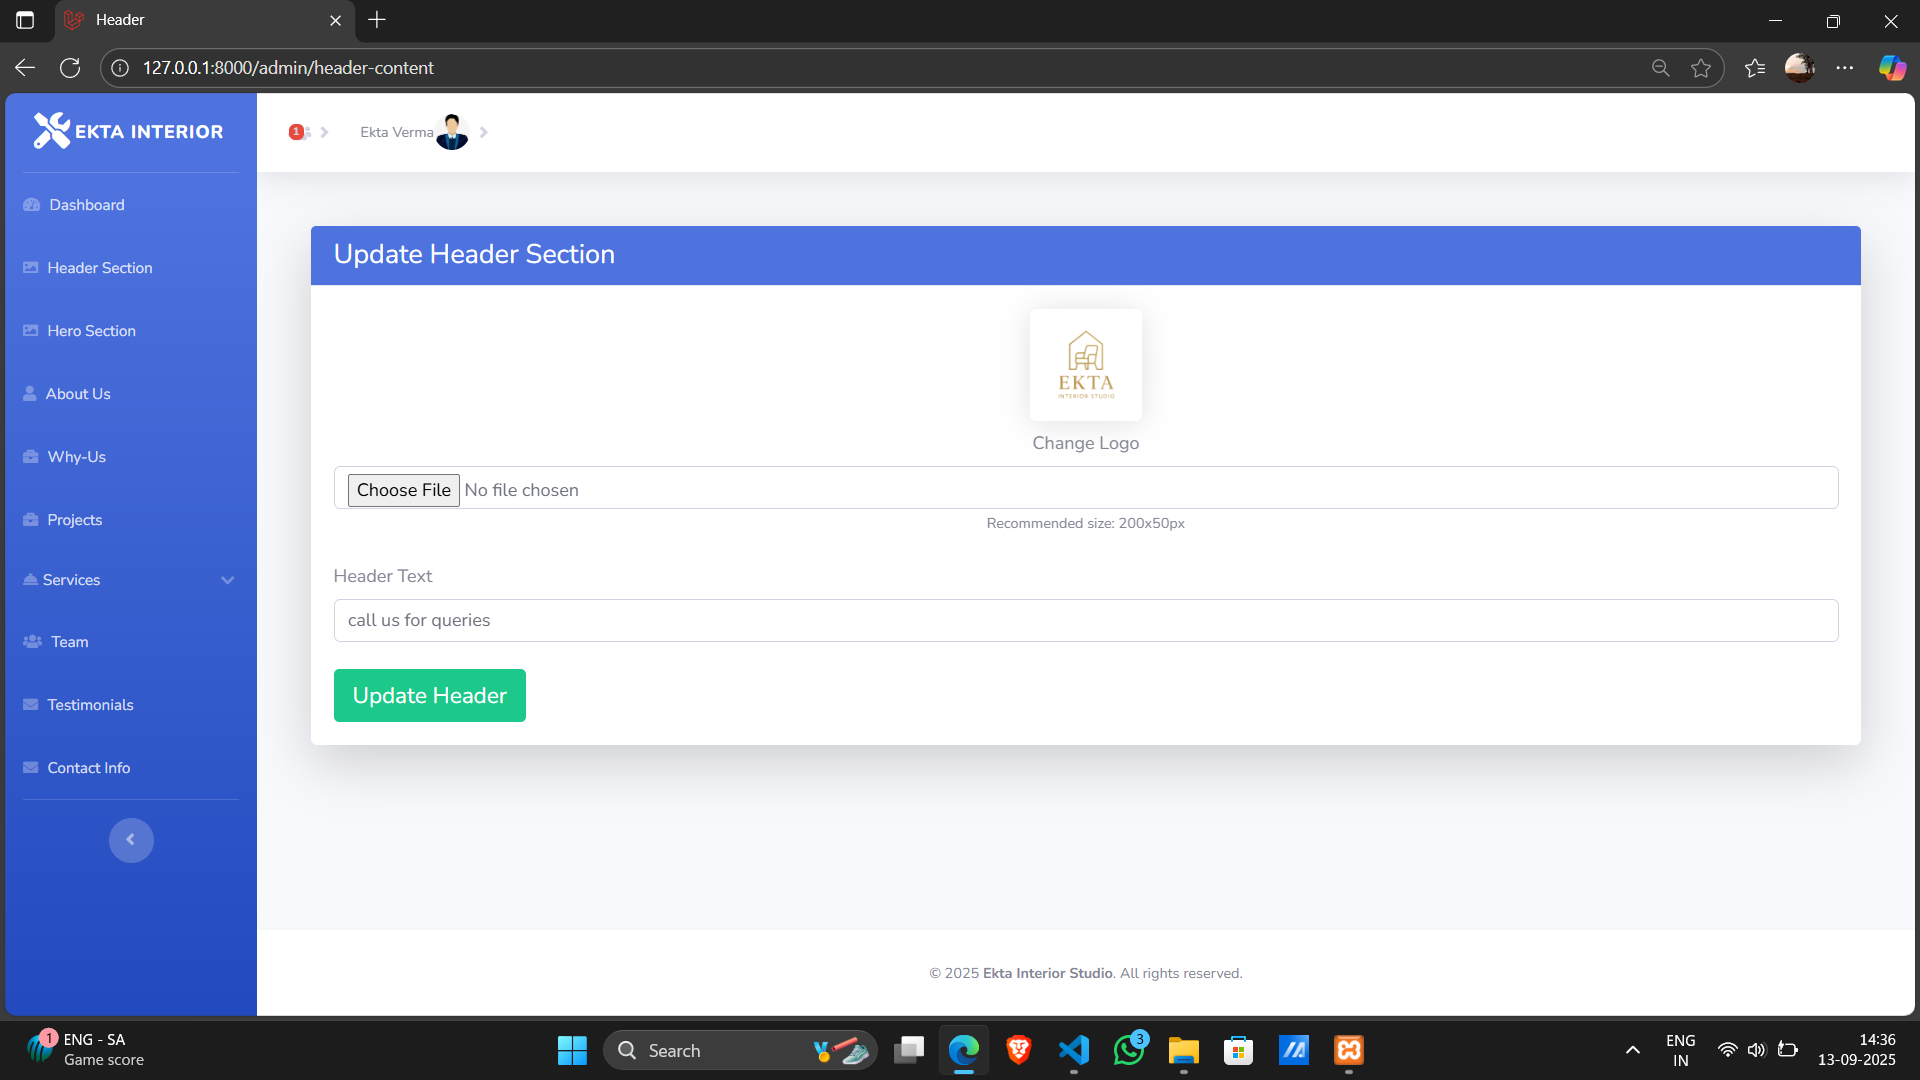 Header
127.0.0.1:8000/admin/header-content
EKTA INTERIOR
1
Ekta Verma
Dashboard
Header Section
Hero Section
About Us
Why-Us
Projects
Services
Team
Testimonials
Contact Info
Update Header Section
EKTA
INTERIOR STUDIO
Change Logo
Choose File No file chosen
Recommended size: 200x50px
Header Text
call us for queries
Update Header
© 2025 Ekta Interior Studio. All rights reserved.
1
ENG - SA
Game score
Search
3
ENG
IN
14:36
13-09-2025